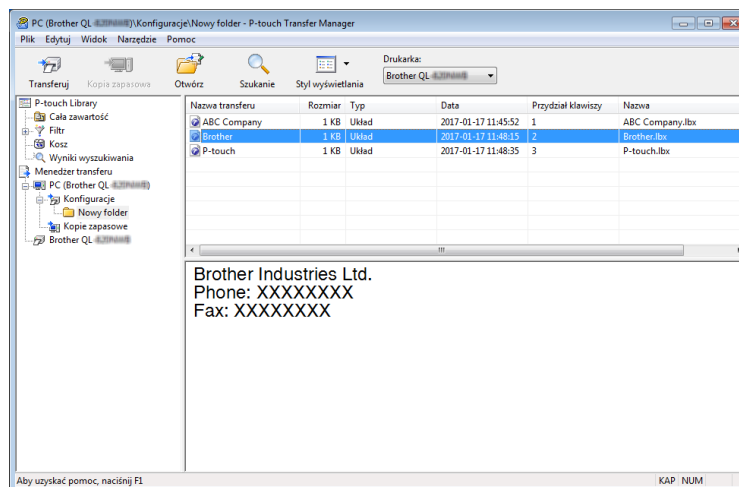 PC (Brother QL )\Konfiguracje\Nowy folder - P-touch Transfer Manager
Plik Edytuj Widok Narzędzie Pomoc
Transferuj Kopia zapasowa Otwórz Szukanie Styl wyświetlania
Drukarka:
Brother QL
P-touch Library
Cała zawartość
Filtr
Kosz
Wyniki wyszukiwania
Menedżer transferu
PC (Brother QL )
Konfiguracje
Nowy folder
Kopie zapasowe
Brother QL
Nazwa transferu Rozmiar Typ Data Przydział klawiszy Nazwa
ABC Company 1 KB Układ 2017-01-17 11:45:52 1 ABC Company.lbx
Brother 1 KB Układ 2017-01-17 11:48:15 2 Brother.lbx
P-touch 1 KB Układ 2017-01-17 11:48:35 3 P-touch.lbx
Brother Industries Ltd.
Phone: XXXXXXXX
Fax: XXXXXXXX
Aby uzyskać pomoc, naciśnij F1
KAP NUM